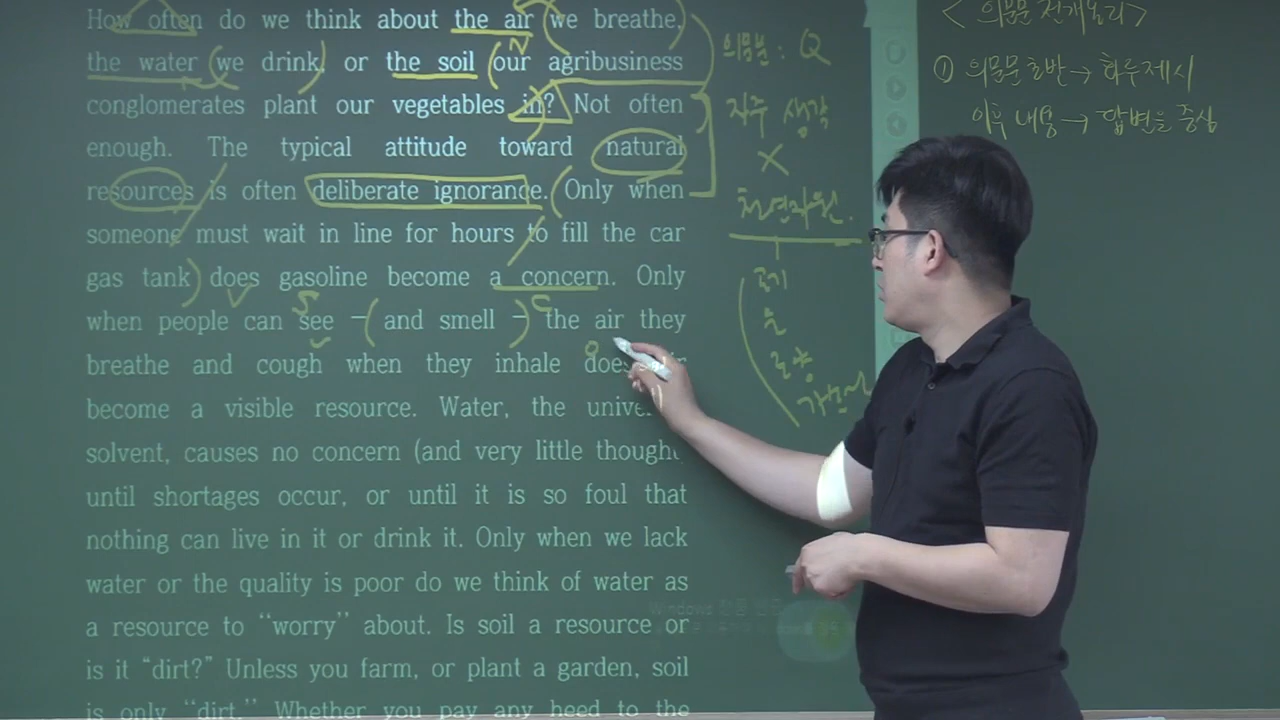 How often do we think about the air (we breathe,)
the water (we drink), or the soil (our agribusiness
conglomerates plant our vegetables in? Not often
enough. The typical attitude toward natural
resources is often deliberate ignorance. (Only when
someone must wait in line for hours to fill the car
gas tank) does gasoline become a concern. Only
when people can see – (and smell) – the air they
breathe and cough when they inhale does
become a visible resource. Water, the
solvent, causes no concern (and very little thought
until shortages occur, or until it is so foul that
nothing can live in it or drink it. Only when we lack
water or the quality is poor do we think of water as
a resource to “worry” about. Is soil a resource or
is it “dirt?” Unless you farm, or plant a garden, soil
is only “dirt.” Whether you pay any heed to the
N
S
C
o
의문문 : Q
자주 생각
X
천연자원.
공기
물
토양
< 의문문 전개논리 >
① 의문문 초반 → 화두제시
이후 내용 → 답변을 중심
Windows